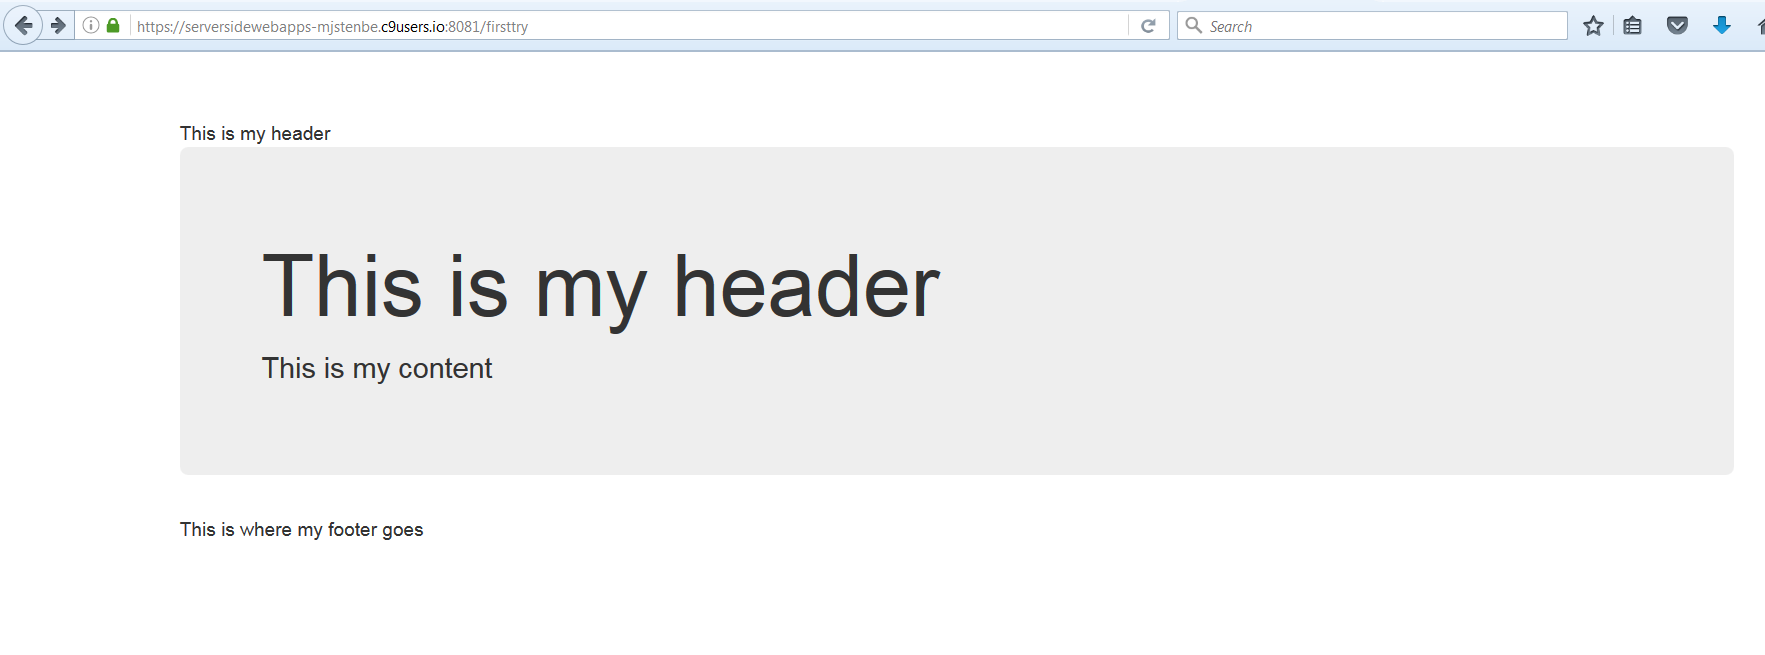 https://serversidewebapps-mjstenbe.c9users.io:8081/firsttry
Search
This is my header
This is my header
This is my content
This is where my footer goes